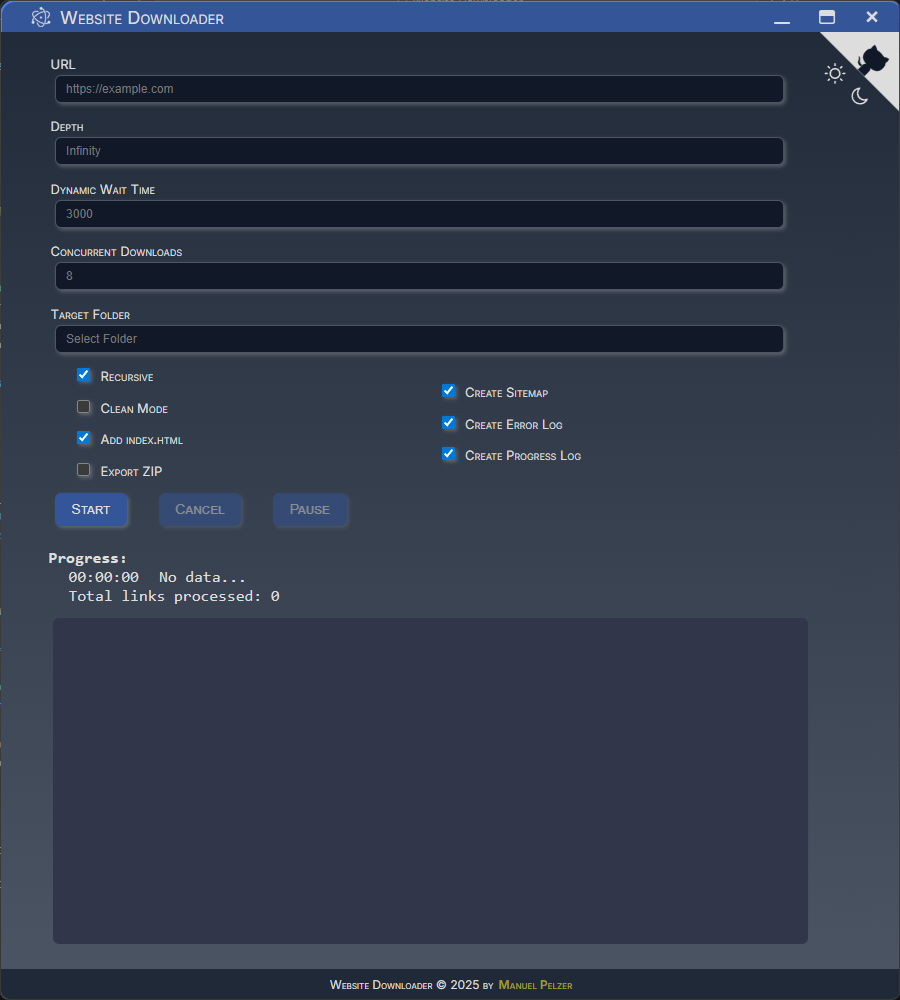 Website Downloader
URL
https://example.com
Depth
Infinity
Dynamic Wait Time
3000
Concurrent Downloads
8
Target Folder
Select Folder
Recursive
Clean Mode
Add index.html
Export ZIP
Create Sitemap
Create Error Log
Create Progress Log
Start Cancel Pause
Progress:
00:00:00 No data...
Total links processed: 0
Website Downloader © 2025 by Manuel Pelzer